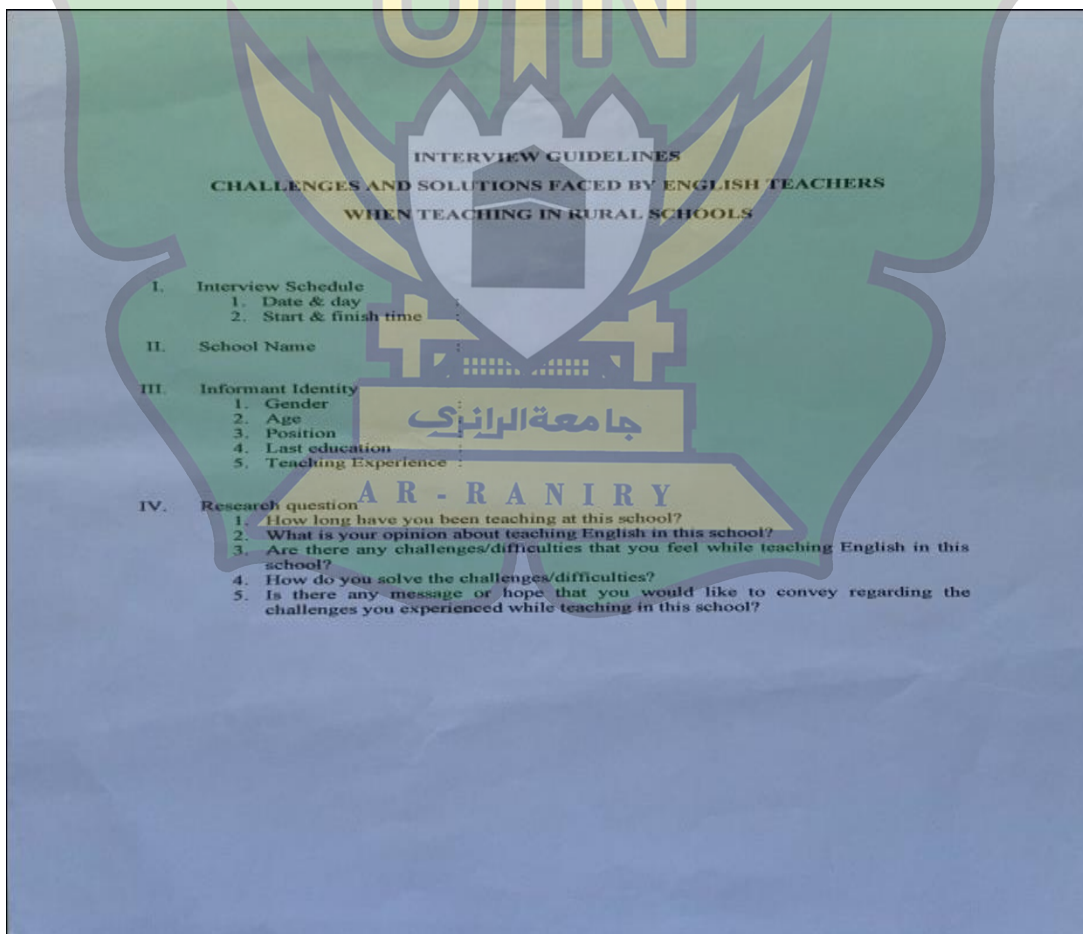 UIN
INTERVIEW GUIDELINES
CHALLENGES AND SOLUTIONS FACED BY ENGLISH TEACHERS
WHEN TEACHING IN RURAL SCHOOLS
I. Interview Schedule
1. Date & day :
2. Start & finish time :
II. School Name :
III. Informant Identity
1. Gender :
2. Age :
3. Position :
4. Last education :
5. Teaching Experience :
جامعة الرانري
AR-RANIRY
IV. Research question
1. How long have you been teaching at this school?
2. What is your opinion about teaching English in this school?
3. Are there any challenges/difficulties that you feel while teaching English in this
school?
4. How do you solve the challenges/difficulties?
5. Is there any message or hope that you would like to convey regarding the
challenges you experienced while teaching in this school?